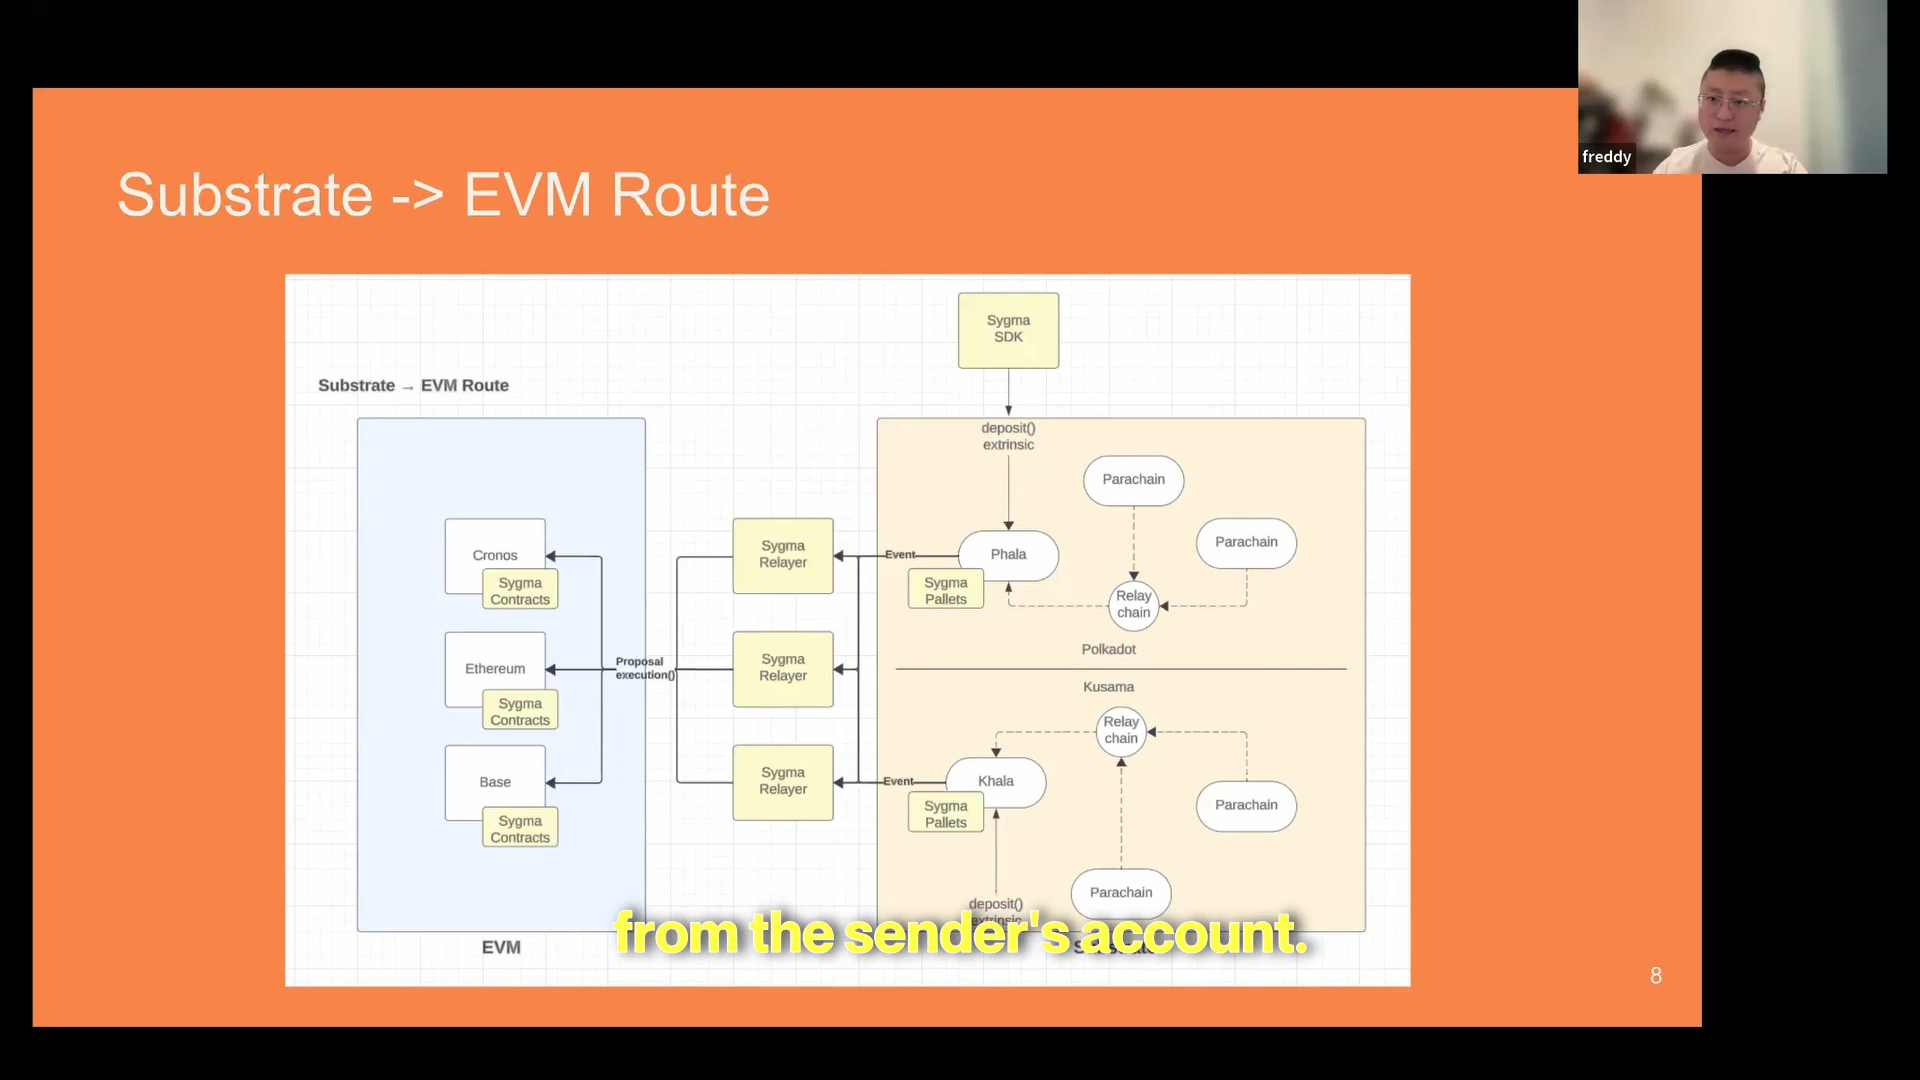 freddy
Substrate -> EVM Route
Sygma
SDK
Substrate → EVM Route
deposit()
extrinsic
Parachain
Parachain
Cronos
Sygma
Contracts
Sygma
Relayer
Event
Phala
Sygma
Pallets
Relay
chain
Polkadot
Ethereum
Sygma
Contracts
Proposal
execution()
Sygma
Relayer
Kusama
Relay
chain
Base
Sygma
Contracts
Sygma
Relayer
Event
Khala
Sygma
Pallets
Parachain
Parachain
deposit()
extrinsic
from the sender's account.
EVM
8